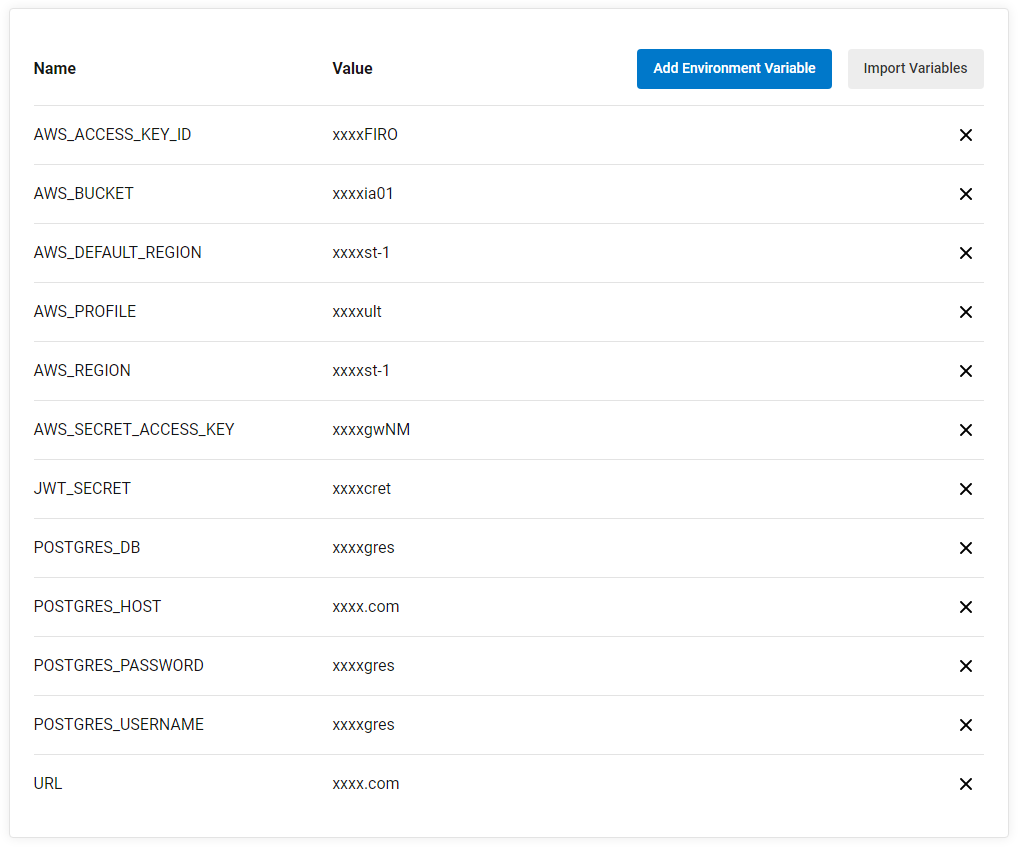 Name Value Add Environment Variable Import Variables
AWS_ACCESS_KEY_ID xxxxFIRO
AWS_BUCKET xxxxia01
AWS_DEFAULT_REGION xxxxst-1
AWS_PROFILE xxxxult
AWS_REGION xxxxst-1
AWS_SECRET_ACCESS_KEY xxxxgwNM
JWT_SECRET xxxxcret
POSTGRES_DB xxxxgres
POSTGRES_HOST xxxx.com
POSTGRES_PASSWORD xxxxgres
POSTGRES_USERNAME xxxxgres
URL xxxx.com